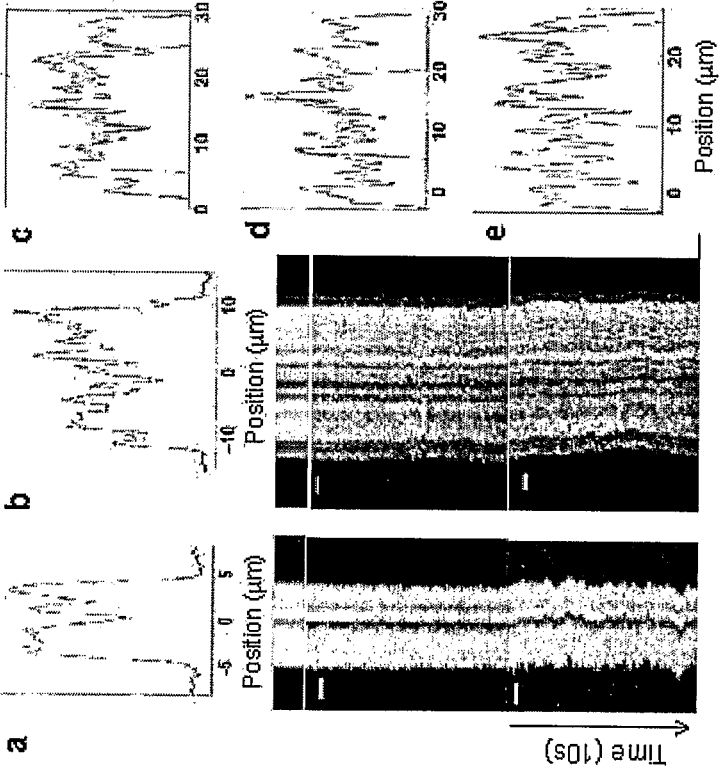 a
-5 0 5
Position (μm)
b
-10 0 10
Position (μm)
c
0 10 20 30
d
0 10 20 30
e
0 10 20
Position (μm)
Time (10s)